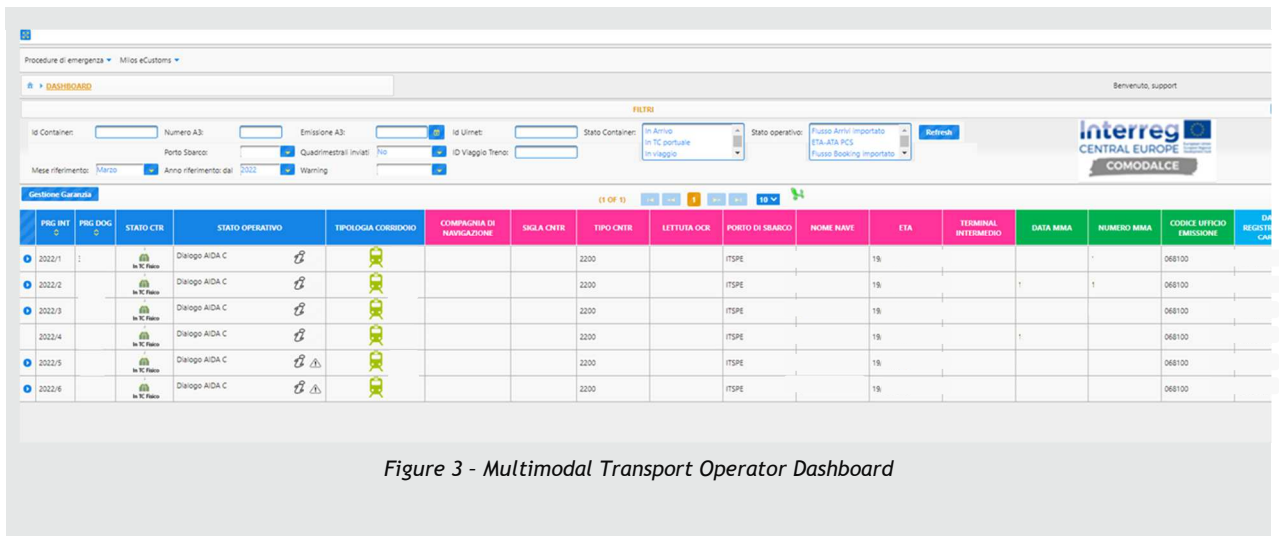 Procedure di emergenza Milos eCustoms
DASHBOARD Benvenuto, support
FILTRI
Id Container: Numero A3: Emissione A3: Id Uirnet: Stato Container: In Arrivo In TC portuale In viaggio Stato operativo: Flusso Arrivi Importato ETA-ATA PCS Flusso Booking Importato Refresh
Porto Sbarco: Quadrimestrali inviati No ID Viaggio Treno:
Mese riferimento: Marzo Anno riferimento: dal 2022 Warning
Interreg
CENTRAL EUROPE
COMODALCE
Gestione Garanzia (1 OF 1) 1 10
PRG INT PRG DOG STATO CTR STATO OPERATIVO TIPOLOGIA CORRIDOIO COMPAGNIA DI NAVIGAZIONE SIGLA CNTR TIPO CNTR LETTUTA OCR PORTO DI SBARCO NOME NAVE ETA TERMINAL INTERMEDIO DATA MMA NUMERO MMA CODICE UFFICIO EMISSIONE
2022/1 In TC Fisico Dialogo AIDA C 2200 ITSPE 19 068100
2022/2 In TC Fisico Dialogo AIDA C 2200 ITSPE 19 068100
2022/3 In TC Fisico Dialogo AIDA C 2200 ITSPE 19 068100
2022/4 In TC Fisico Dialogo AIDA C 2200 ITSPE 19 068100
2022/5 In TC Fisico Dialogo AIDA C 2200 ITSPE 19 068100
2022/6 In TC Fisico Dialogo AIDA C 2200 ITSPE 19 068100
Figure 3 – Multimodal Transport Operator Dashboard